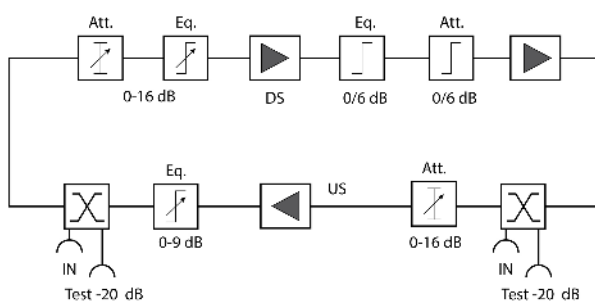 Att. Eq. Eq. Att.
0-16 dB DS 0/6 dB 0/6 dB
Eq. US Att.
0-9 dB 0-16 dB
IN IN
Test -20 dB Test -20 dB